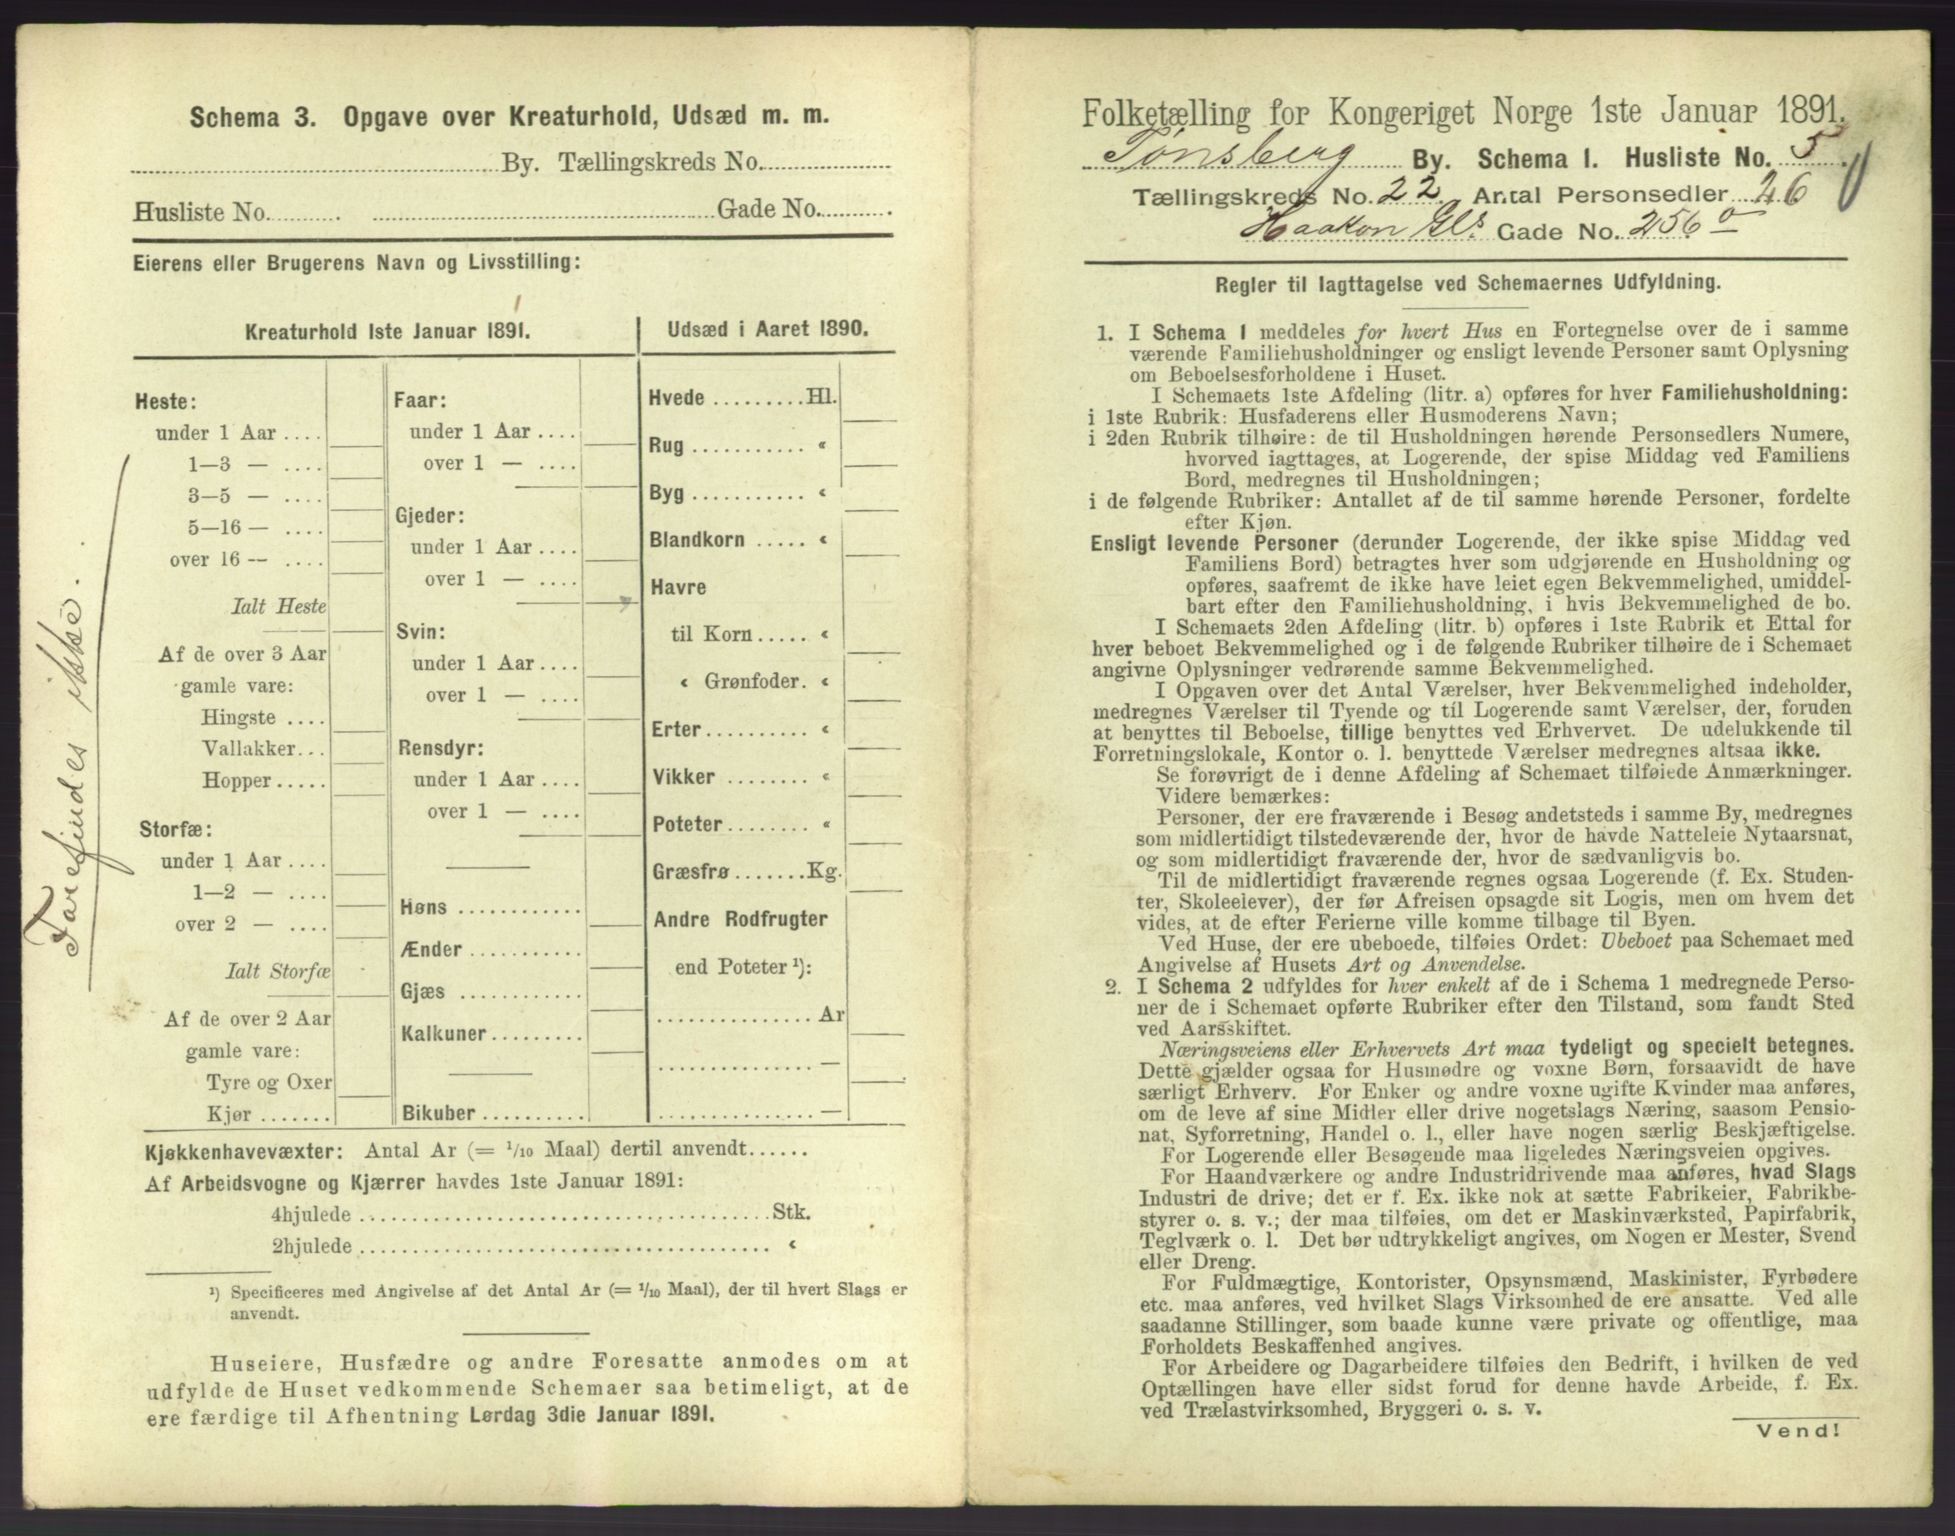 Schema 3. Opgave over Kreaturhold, Udsæd m. m.
By. Tællingskreds No.
Husliste No. Gade No.
Eierens eller Brugerens Navn og Livsstilling:
Kreaturhold 1ste Januar 1891.
Heste:
under 1 Aar ....
1—3 — ....
3—5 — ....
5—16 — ....
over 16 — ....
Ialt Heste
Af de over 3 Aar
gamle vare:
Hingste ....
Vallakker...
Hopper.....
Storfæ:
under 1 Aar....
1—2 — ....
over 2 — ....
Ialt Storfæ
Af de over 2 Aar
gamle vare:
Tyre og Oxer
Kjør .......
Faar:
under 1 Aar....
over 1 — ....
Gjeder:
under 1 Aar....
over 1 — ....
Svin:
under 1 Aar....
over 1 — ....
Rensdyr:
under 1 Aar....
over 1 — ....
Høns ............
Ænder ...........
Gjæs ............
Kalkuner.........
Bikuber ..........
Udsæd i Aaret 1890.
Hvede .........Hl.
Rug ........... «
Byg ........... «
Blandkorn ..... «
Havre
til Korn..... «
« Grønfoder. «
Erter.......... «
Vikker ........ «
Poteter........ «
Græsfrø.......Kg.
Andre Rodfrugter
end Poteter ¹):
............... Ar
............... —
............... —
Forefindes ikke.
Kjøkkenhavevæxter: Antal Ar (= 1/10 Maal) dertil anvendt......
Af Arbeidsvogne og Kjærrer havdes 1ste Januar 1891:
4hjulede ........................................Stk.
2hjulede ........................................ «
¹) Specificeres med Angivelse af det Antal Ar (= 1/10 Maal), der til hvert Slags er
anvendt.
Huseiere, Husfædre og andre Foresatte anmodes om at
udfylde de Huset vedkommende Schemaer saa betimeligt, at de
ere færdige til Afhentning Lørdag 3die Januar 1891.
Folketælling for Kongeriget Norge 1ste Januar 1891.
Tønsberg By. Schema 1. Husliste No. 5.
Tællingskreds No. 22. Antal Personsedler 26
Haakon Gls Gade No. 256 o
Regler til Iagttagelse ved Schemaernes Udfyldning.
1. I Schema 1 meddeles for hvert Hus en Fortegnelse over de i samme
værende Familiehusholdninger og ensligt levende Personer samt Oplysning
om Beboelsesforholdene i Huset.
I Schemaets 1ste Afdeling (litr. a) opføres for hver Familiehusholdning:
i 1ste Rubrik: Husfaderens eller Husmoderens Navn;
i 2den Rubrik tilhøire: de til Husholdningen hørende Personsedlers Numere,
hvorved iagttages, at Logerende, der spise Middag ved Familiens
Bord, medregnes til Husholdningen;
i de følgende Rubriker: Antallet af de til samme hørende Personer, fordelte
efter Kjøn.
Ensligt levende Personer (derunder Logerende, der ikke spise Middag ved
Familiens Bord) betragtes hver som udgjørende en Husholdning og
opføres, saafremt de ikke have leiet egen Bekvemmelighed, umiddel-
bart efter den Familiehusholdning, i hvis Bekvemmelighed de bo.
I Schemaets 2den Afdeling (litr. b) opføres i 1ste Rubrik et Ettal for
hver beboet Bekvemmelighed og i de følgende Rubriker tilhøire de i Schemaet
angivne Oplysninger vedrørende samme Bekvemmelighed.
I Opgaven over det Antal Værelser, hver Bekvemmelighed indeholder,
medregnes Værelser til Tyende og til Logerende samt Værelser, der, foruden
at benyttes til Beboelse, tillige benyttes ved Erhvervet. De udelukkende til
Forretningslokale, Kontor o. l. benyttede Værelser medregnes altsaa ikke.
Se forøvrigt de i denne Afdeling af Schemaet tilføiede Anmærkninger.
Videre bemærkes:
Personer, der ere fraværende i Besøg andetsteds i samme By, medregnes
som midlertidigt tilstedeværende der, hvor de havde Natteleie Nytaarsnat,
og som midlertidigt fraværende der, hvor de sædvanligvis bo.
Til de midlertidigt fraværende regnes ogsaa Logerende (f. Ex. Studen-
ter, Skoleelever), der før Afreisen opsagde sit Logis, men om hvem det
vides, at de efter Ferierne ville komme tilbage til Byen.
Ved Huse, der ere ubeboede, tilføies Ordet: Ubeboet paa Schemaet med
Angivelse af Husets Art og Anvendelse.
2. I Schema 2 udfyldes for hver enkelt af de i Schema 1 medregnede Perso-
ner de i Schemaet opførte Rubriker efter den Tilstand, som fandt Sted
ved Aarsskiftet.
Næringsveiens eller Erhvervets Art maa tydeligt og specielt betegnes.
Dette gjælder ogsaa for Husmødre og voxne Børn, forsaavidt de have
særligt Erhverv. For Enker og andre voxne ugifte Kvinder maa anføres,
om de leve af sine Midler eller drive nogetslags Næring, saasom Pensio-
nat, Syforretning, Handel o. l., eller have nogen særlig Beskjæftigelse.
For Logerende eller Besøgende maa ligeledes Næringsveien opgives.
For Haandværkere og andre Industridrivende maa anføres, hvad Slags
Industri de drive; det er f. Ex. ikke nok at sætte Fabrikeier, Fabrikbe-
styrer o. s. v.; der maa tilføies, om det er Maskinværksted, Papirfabrik,
Teglværk o. l. Det bør udtrykkeligt angives, om Nogen er Mester, Svend
eller Dreng.
For Fuldmægtige, Kontorister, Opsynsmænd, Maskinister, Fyrbødere
etc. maa anføres, ved hvilket Slags Virksomhed de ere ansatte. Ved alle
saadanne Stillinger, som baade kunne være private og offentlige, maa
Forholdets Beskaffenhed angives.
For Arbeidere og Dagarbeidere tilføies den Bedrift, i hvilken de ved
Optællingen have eller sidst forud for denne havde Arbeide, f. Ex.
ved Trælastvirksomhed, Bryggeri o. s. v.
Vend!